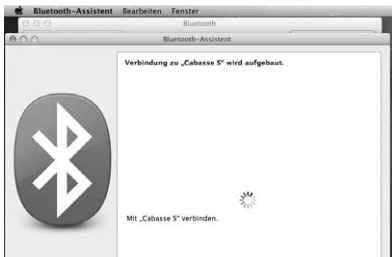 Bluetooth-Assistent Bearbeiten Fenster
Bluetooth
Bluetooth-Assistent
Verbindung zu „Cabasse S“ wird aufgebaut.
Mit „Cabasse S“ verbinden.